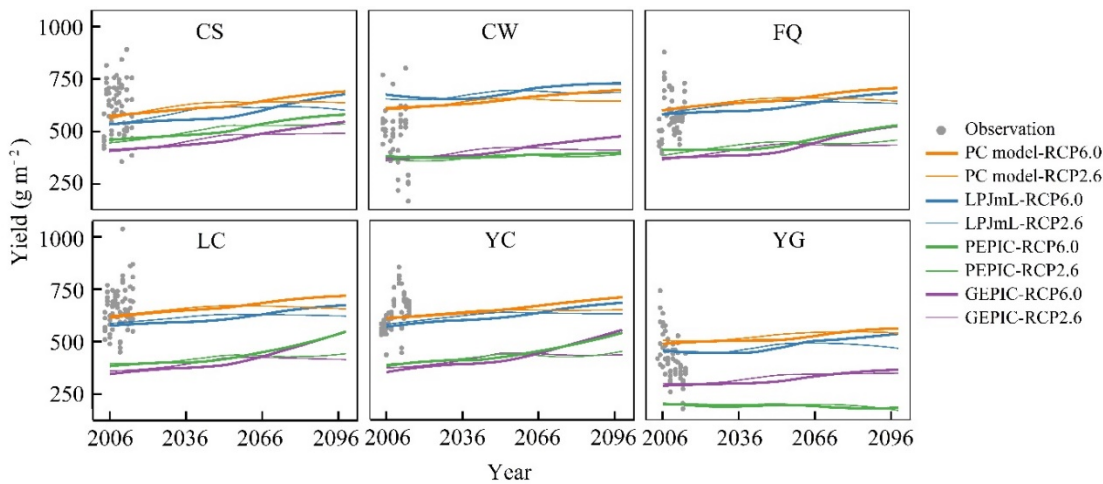 1000
750
500
250
CS
CW
FQ
1000
750
500
250
LC
YC
YG
Yield (g m⁻²)
2006 2036 2066 2096
2006 2036 2066 2096
2006 2036 2066 2096
Year
Observation
PC model-RCP6.0
PC model-RCP2.6
LPJmL-RCP6.0
LPJmL-RCP2.6
PEPIC-RCP6.0
PEPIC-RCP2.6
GEPIC-RCP6.0
GEPIC-RCP2.6